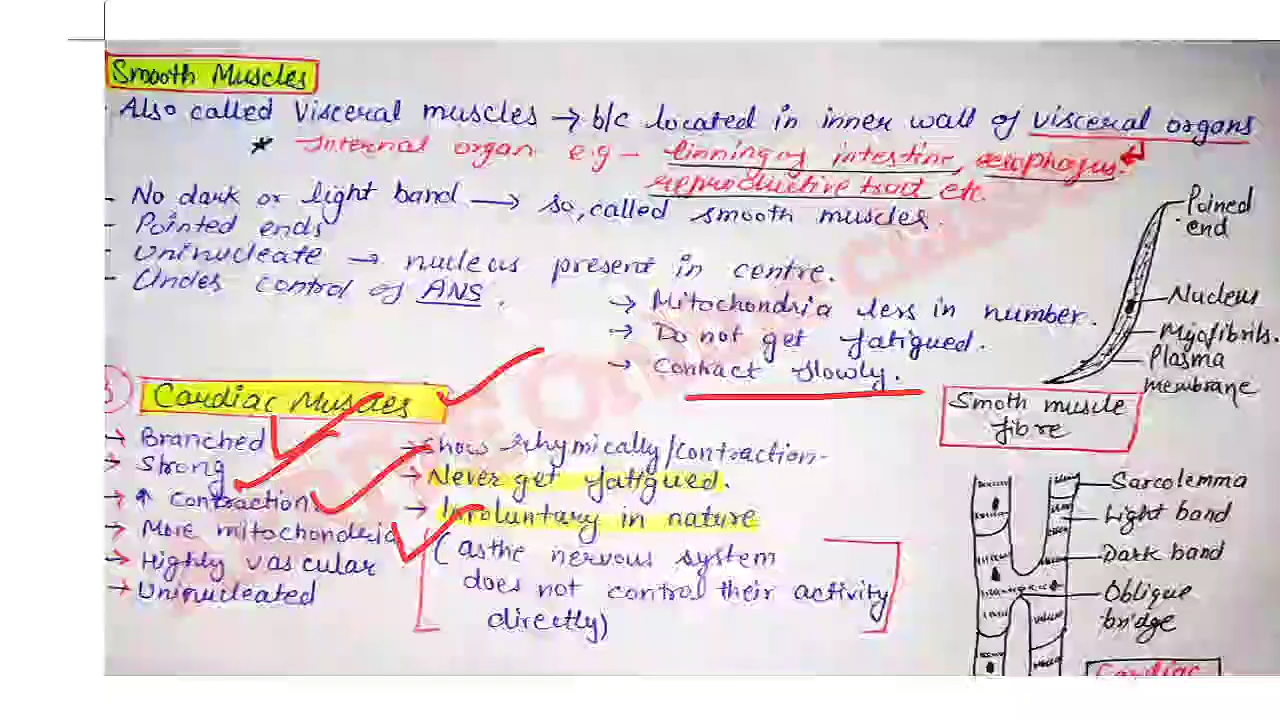 Smooth Muscles
- Also called Visceral muscles → b/c located in inner wall of visceral organs
* Internal organ e.g - linning of intestine, oesophagus
reproductive tract etc.
- No dark or light band → so, called smooth muscles.
- Pointed ends
- Uninucleate → nucleus present in centre.
- Under control of ANS.
→ Mitochondria less in number.
→ Do not get fatigued.
→ Contract slowly.
Poined
end
Nucleus
Myofibrils.
Plasma
membrane
Smoth muscle
fibre
Cardiac Muscles
→ Branched
→ Strong
→ ↑ contraction
→ More mitochondria
→ Highly vascular
→ Uninucleated
→ Show rhymically/contraction-
→ Never get fatigued.
→ Involuntary in nature
(as the nervous system
does not control their activity
directly)
Sarcolemma
Light band
Dark band
Oblique
bridge
Cardiac